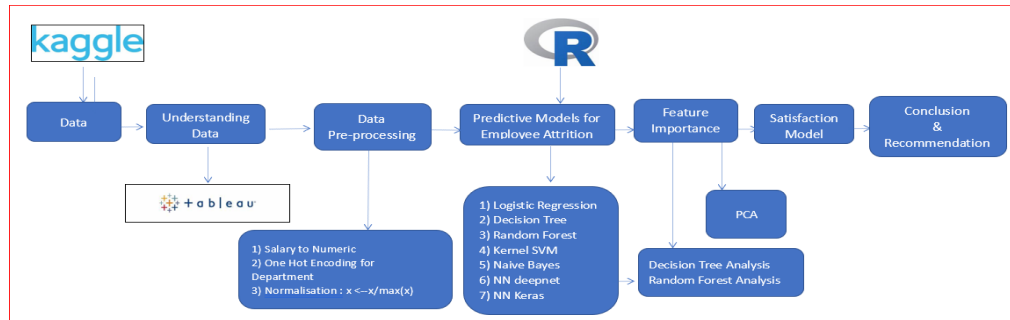 kaggle
R
Data
Understanding
Data
Data
Pre-processing
Predictive Models for
Employee Attrition
Feature
Importance
Satisfaction
Model
Conclusion
&
Recommendation
+ableau
1) Salary to Numeric
2) One Hot Encoding for
Department
3) Normalisation : x <--x/max(x)
1) Logistic Regression
2) Decision Tree
3) Random Forest
4) Kernel SVM
5) Naive Bayes
6) NN deepnet
7) NN Keras
PCA
Decision Tree Analysis
Random Forest Analysis